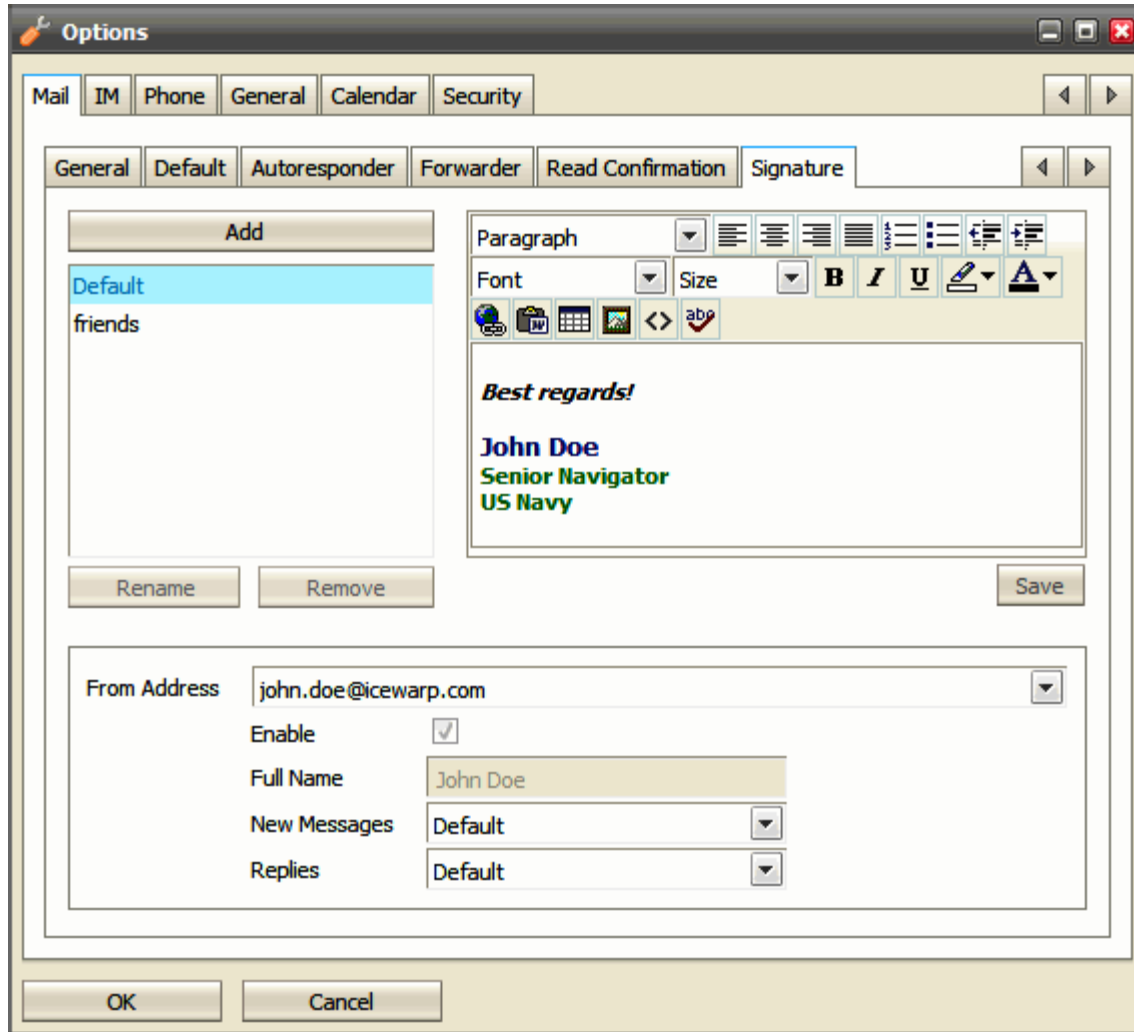 Options
Mail IM Phone General Calendar Security
General Default Autoresponder Forwarder Read Confirmation Signature
Add
Default
friends
Rename Remove
Paragraph
Font Size B I U A
abc
Best regards!
John Doe
Senior Navigator
US Navy
Save
From Address john.doe@icewarp.com
Enable
Full Name John Doe
New Messages Default
Replies Default
OK Cancel